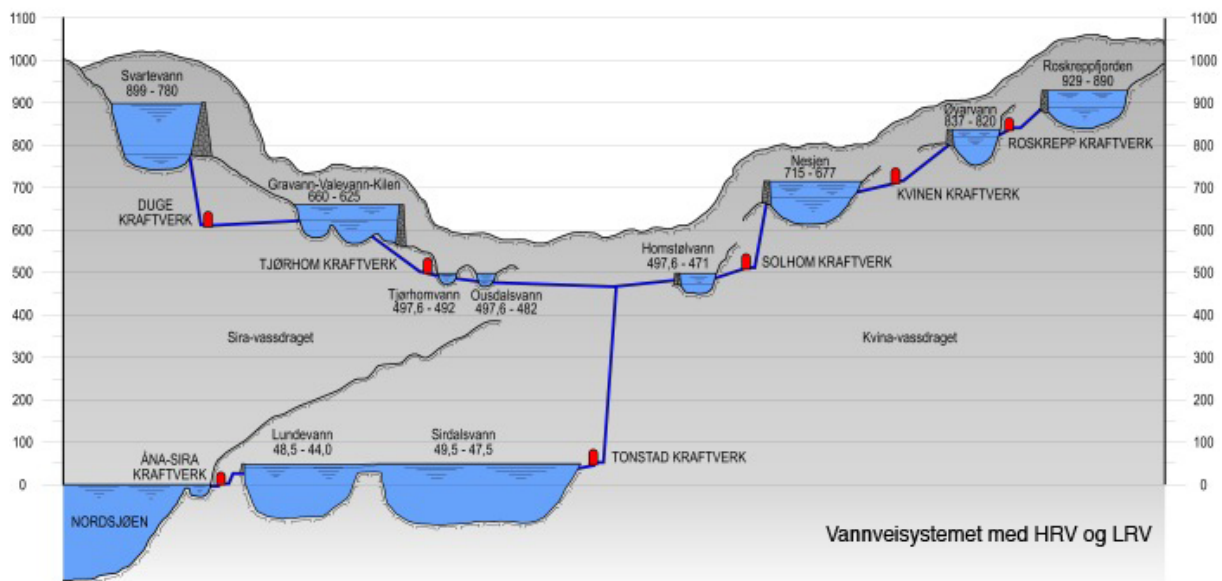 1100
1000
900
800
700
600
500
400
300
200
100
0
Svartevann
899 - 780
DUGE
KRAFTVERK
Gravann-Valevann-Kilen
660 - 625
TJØRHOM KRAFTVERK
Tjørhomvann
497,6 - 492
Ousdalsvann
497,6 - 482
Homstølvann
497,6 - 471
SOLHOM KRAFTVERK
Nesjen
715 - 677
KVINEN KRAFTVERK
Øyarvann
837 - 820
ROSKREPP KRAFTVERK
Roskreppfjorden
929 - 890
Sira-vassdraget
Kvina-vassdraget
ÅNA-SIRA
KRAFTVERK
Lundevann
48,5 - 44,0
Sirdalsvann
49,5 - 47,5
TONSTAD KRAFTVERK
NORDSJØEN
Vannveisystemet med HRV og LRV
1100
1000
900
800
700
600
500
400
300
200
100
0